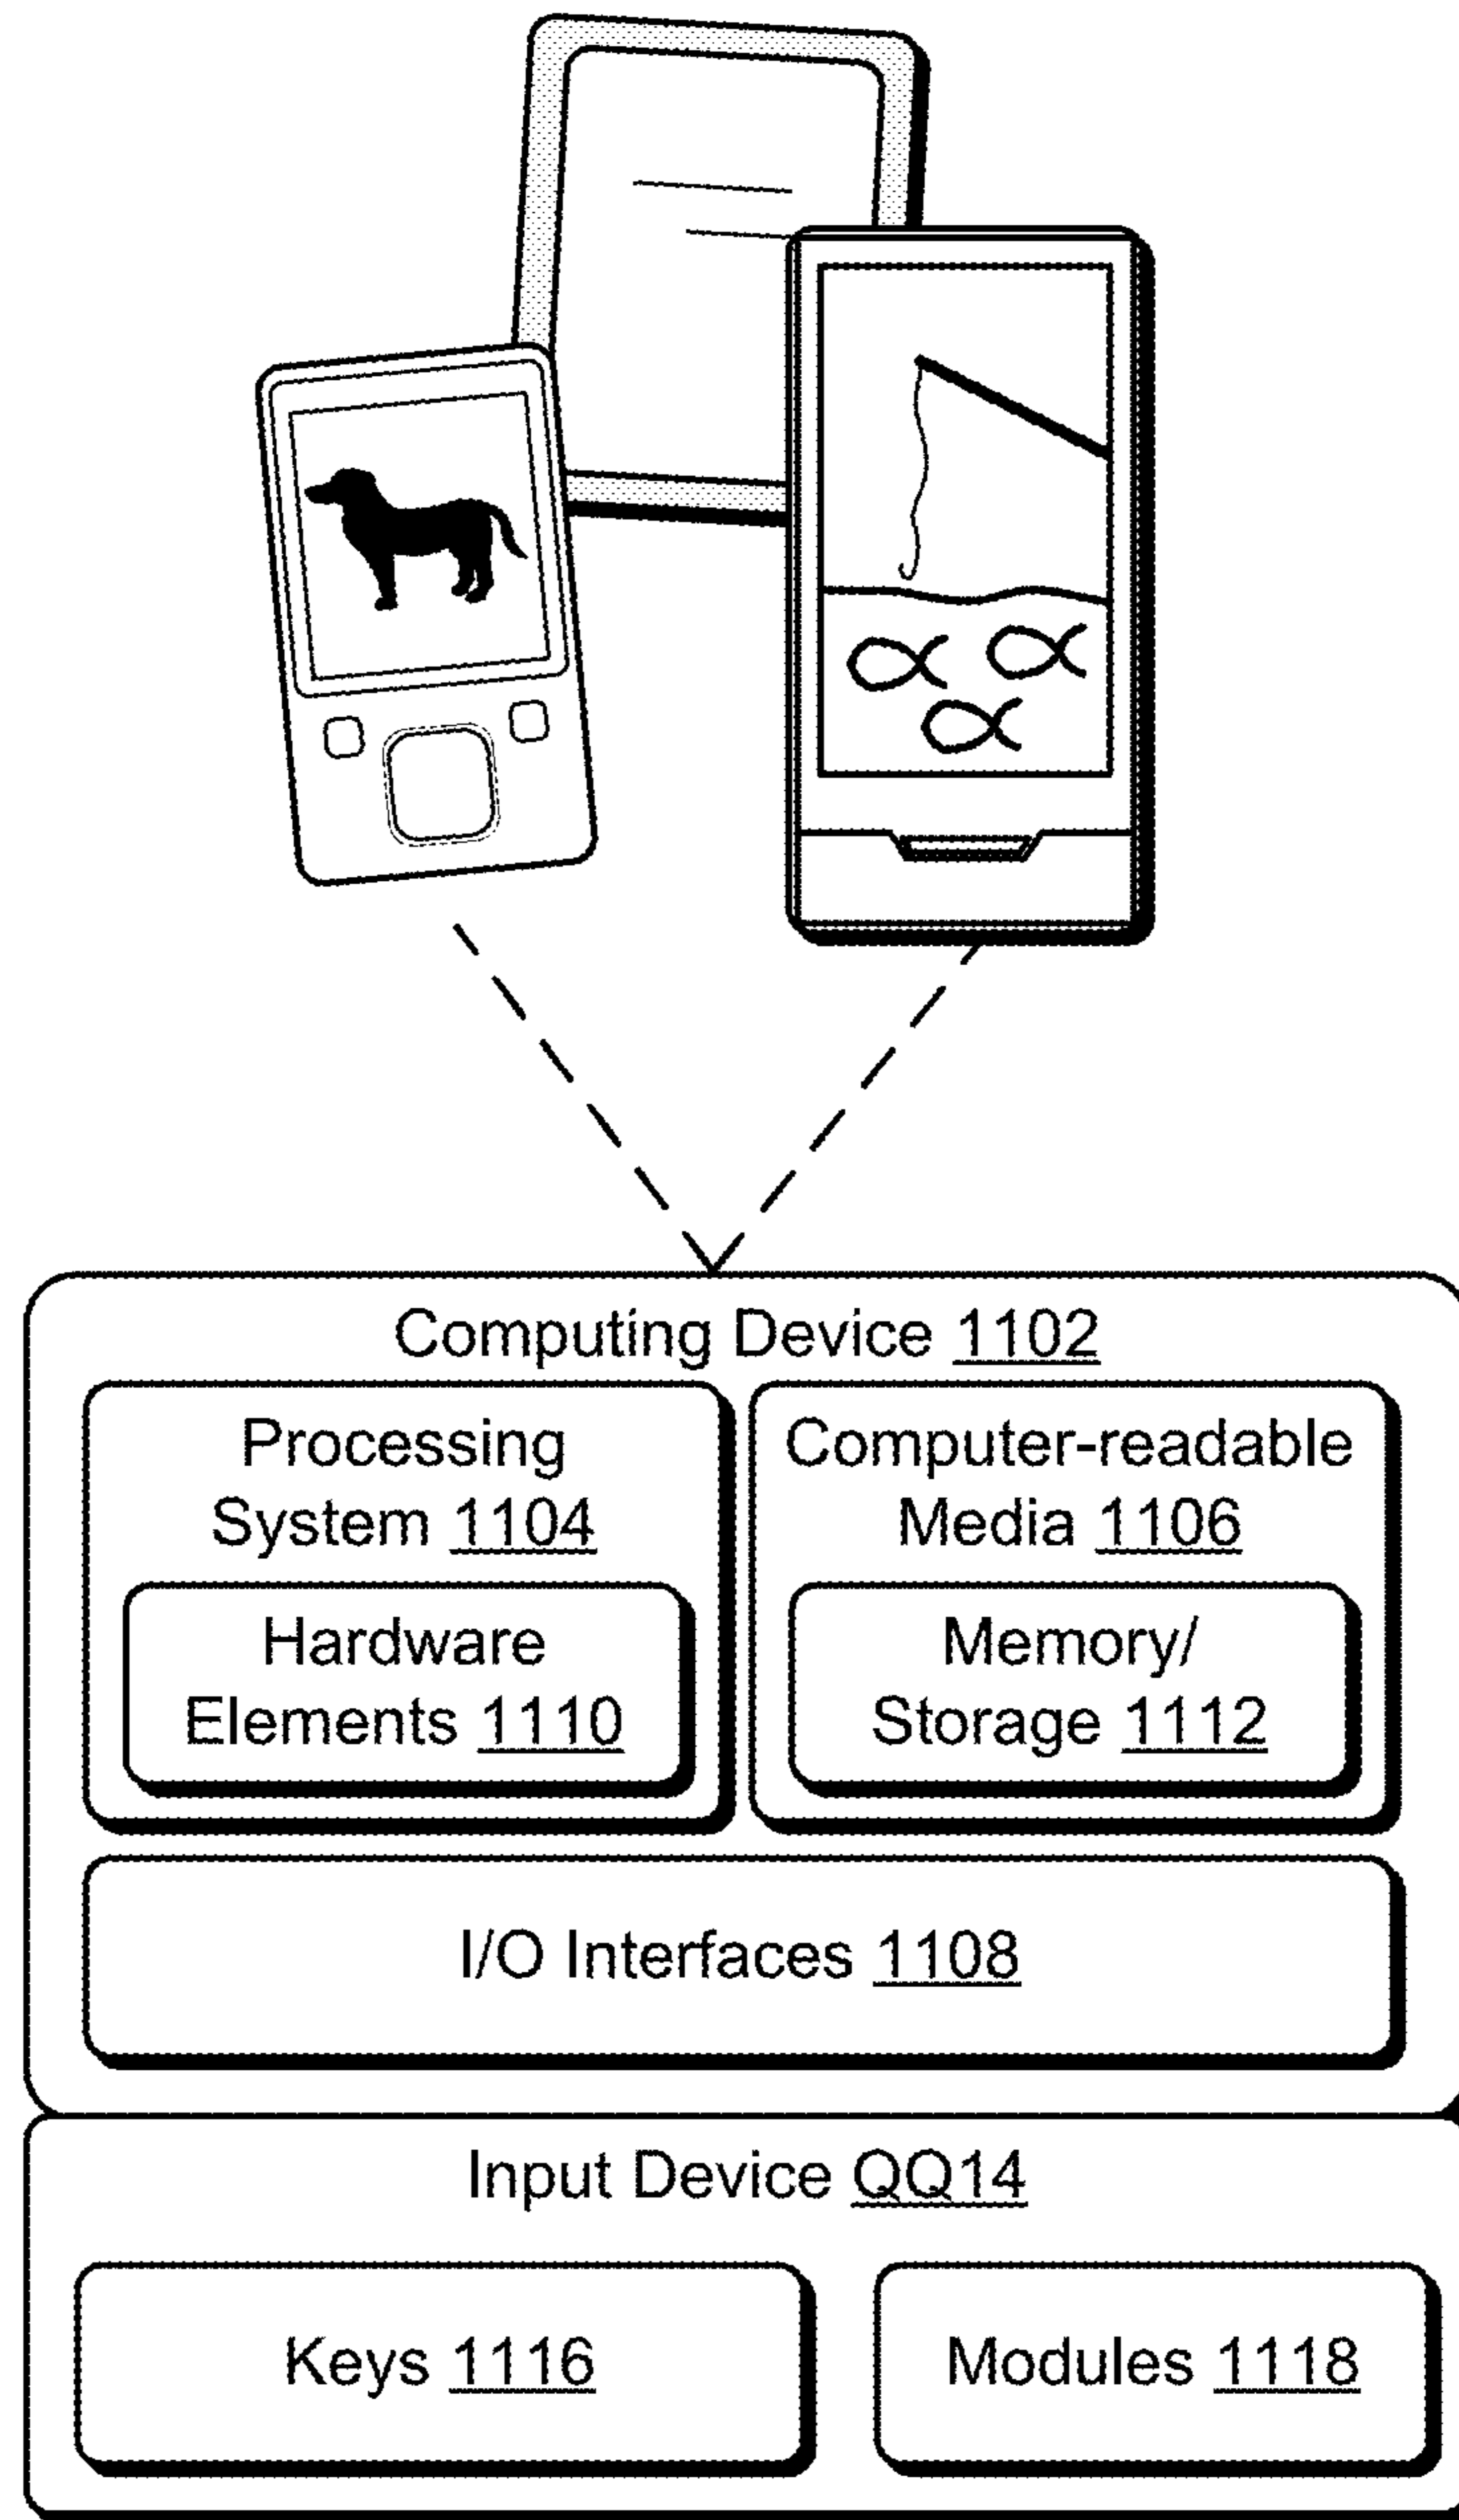 Computing Device 1102
Processing
System 1104
Hardware
Elements 1110
Computer-readable
Media 1106
Memory/
Storage 1112
I/O Interfaces 1108
Input Device QQ14
Keys 1116
Modules 1118